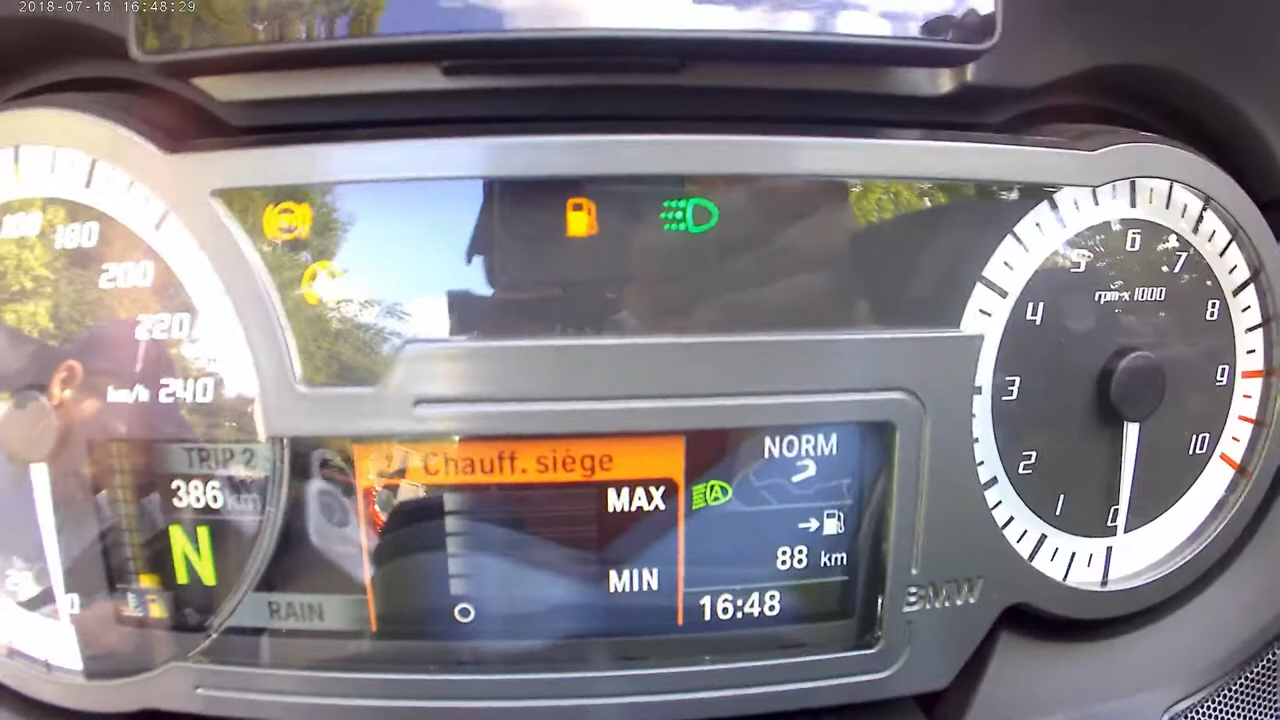 2018-07-18 16:48:29
180
200
220
km/h 240
0
TRIP 2
386 km
N
RAIN
Chauff. siège
MAX
MIN
NORM
A
88 km
16:48
BMW
rpm x 1000
0
1
2
3
4
5
6
7
8
9
10